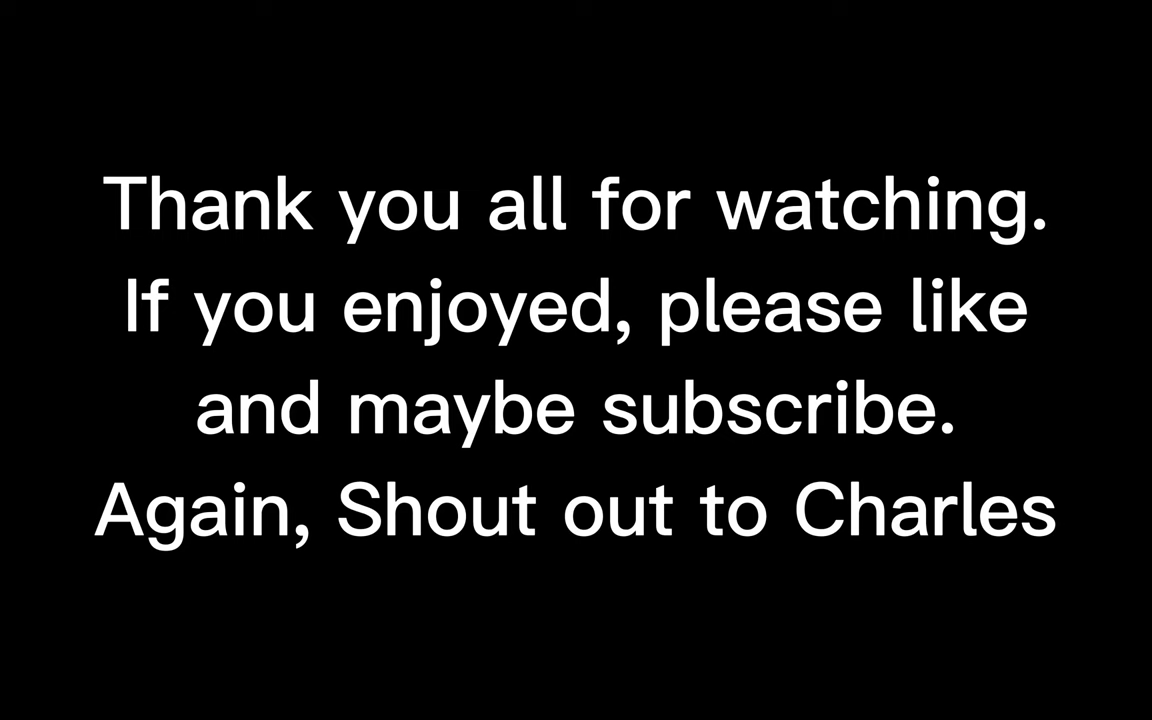 Thank you all for watching.
If you enjoyed, please like
and maybe subscribe.
Again, Shout out to Charles